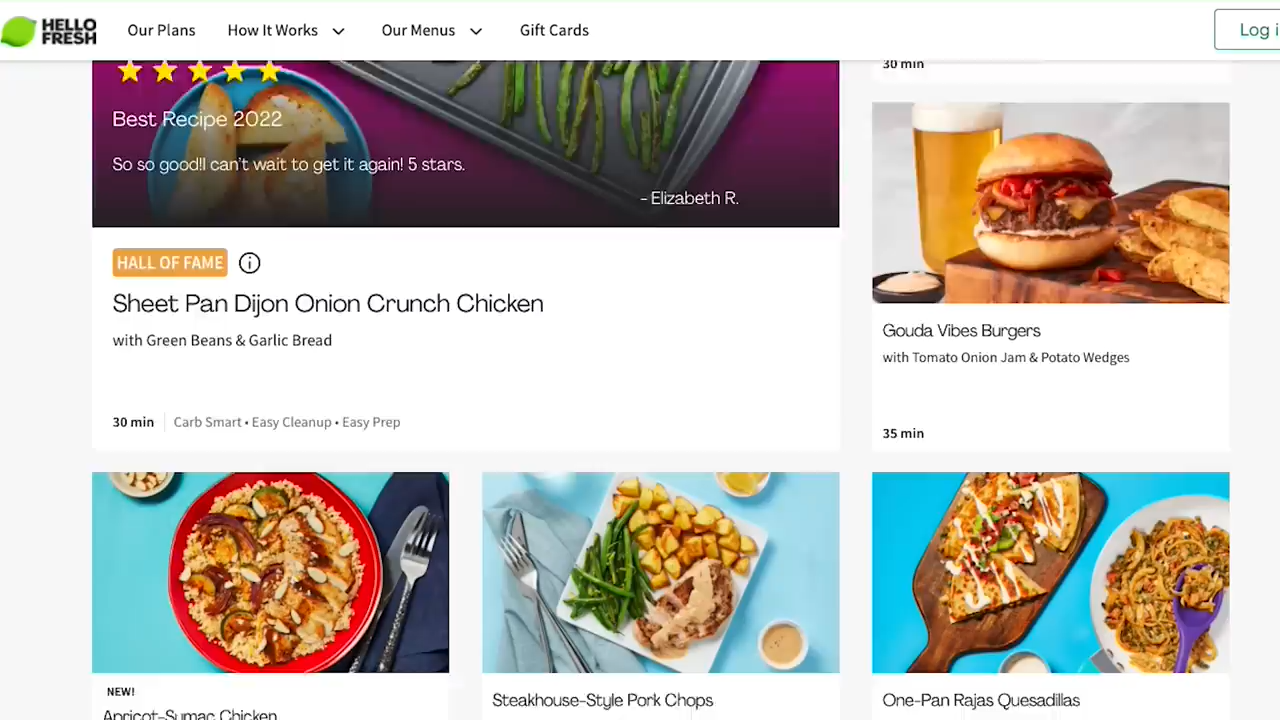 HELLO
FRESH
Our Plans
How It Works
Our Menus
Gift Cards
Log i
30 min
Best Recipe 2022
So so good!I can't wait to get it again! 5 stars.
- Elizabeth R.
HALL OF FAME
Sheet Pan Dijon Onion Crunch Chicken
with Green Beans & Garlic Bread
30 min
Carb Smart • Easy Cleanup • Easy Prep
Gouda Vibes Burgers
with Tomato Onion Jam & Potato Wedges
35 min
NEW!
Apricot-Sumac Chicken
Steakhouse-Style Pork Chops
One-Pan Rajas Quesadillas